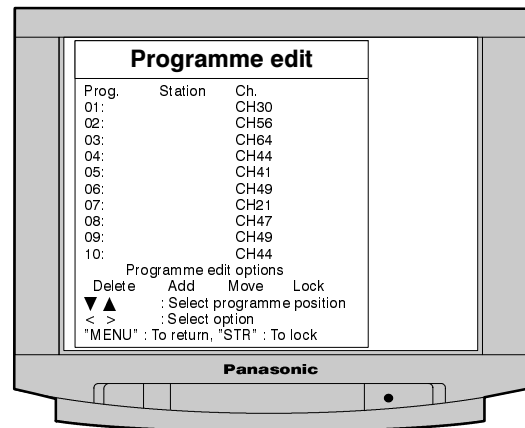 Programme edit
Prog. Station Ch.
01: CH30
02: CH56
03: CH64
04: CH44
05: CH41
06: CH49
07: CH21
08: CH47
09: CH49
10: CH44
Programme edit options
Delete Add Move Lock
▼ ▲ : Select programme position
< > : Select option
"MENU" : To return, "STR" : To lock
Panasonic